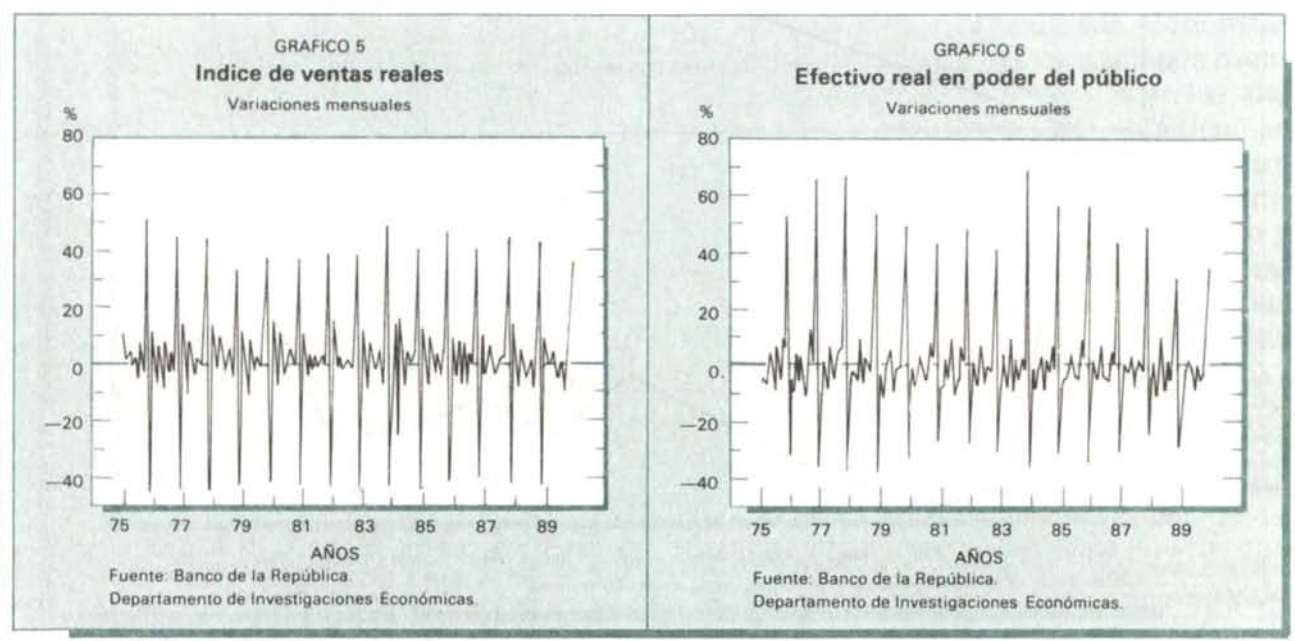 GRAFICO 5
Indice de ventas reales
Variaciones mensuales
%
80
60
40
20
0
—20
—40
75 77 79 81 83 85 87 89
AÑOS
Fuente: Banco de la República.
Departamento de Investigaciones Económicas.
GRAFICO 6
Efectivo real en poder del público
Variaciones mensuales
%
80
60
40
20
0.
—20
—40
75 77 79 81 83 85 87 89
AÑOS
Fuente: Banco de la República.
Departamento de Investigaciones Económicas.